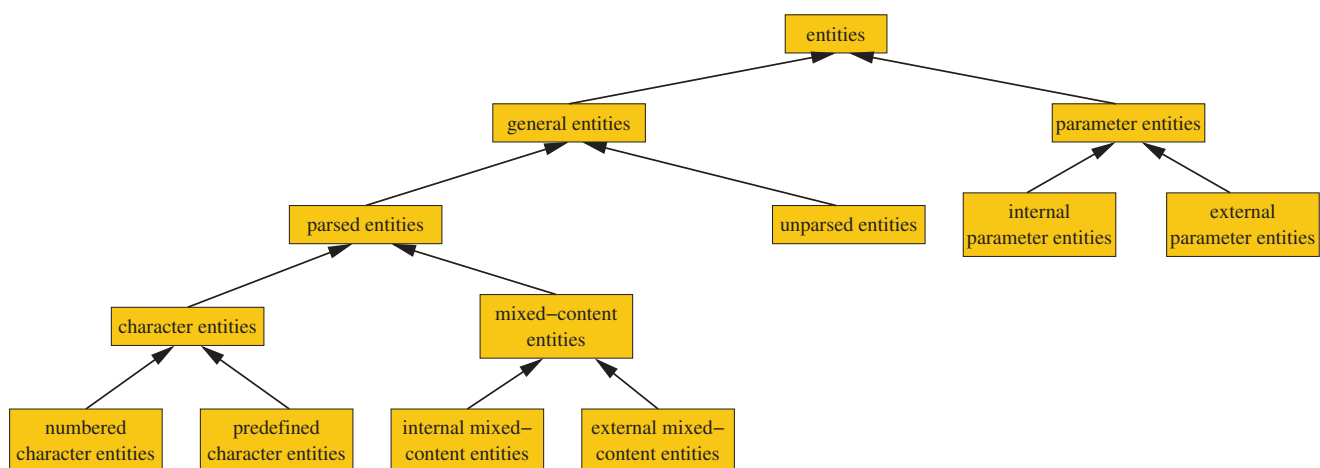 entities
general entities
parameter entities
parsed entities
unparsed entities
internal
parameter entities
external
parameter entities
character entities
mixed−content
entities
numbered
character entities
predefined
character entities
internal mixed−
content entities
external mixed−
content entities